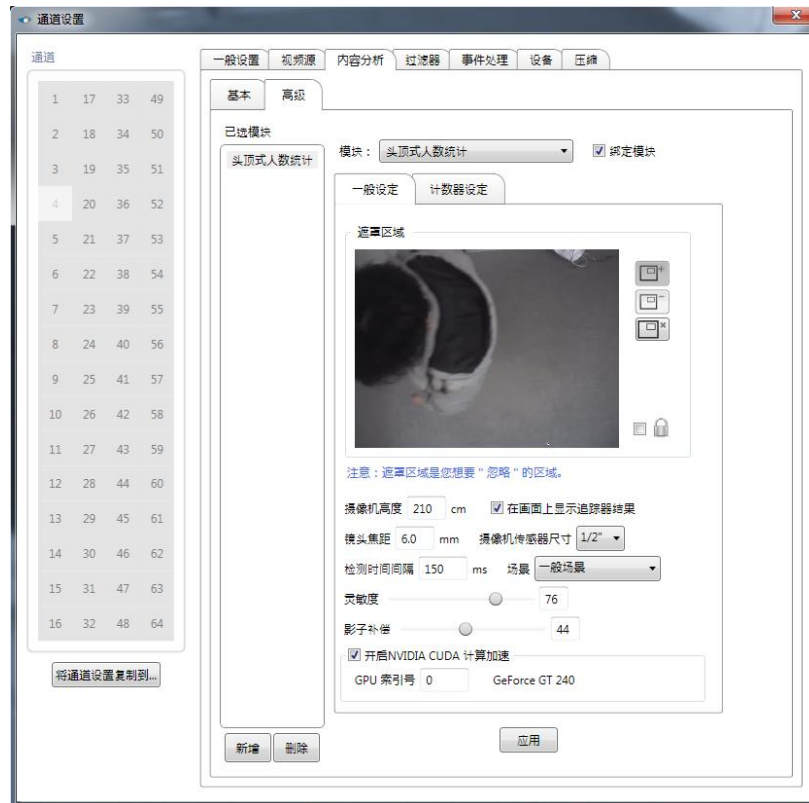 通道设置
通道
一般设置 视频源 内容分析 过滤器 事件处理 设备 压缩
基本 高级
1 17 33 49
2 18 34 50
3 19 35 51
4 20 36 52
5 21 37 53
6 22 38 54
7 23 39 55
8 24 40 56
9 25 41 57
10 26 42 58
11 27 43 59
12 28 44 60
13 29 45 61
14 30 46 62
15 31 47 63
16 32 48 64
将通道设置复制到...
已选模块
头顶式人数统计
模块： 头顶式人数统计 绑定模块
一般设定 计数器设定
遮罩区域
注意：遮罩区域是您想要 " 忽略 " 的区域。
摄像机高度 210 cm 在画面上显示追踪器结果
镜头焦距 6.0 mm 摄像机传感器尺寸 1/2"
检测时间间隔 150 ms 场景 一般场景
灵敏度 76
影子补偿 44
开启NVIDIA CUDA 计算加速
GPU 索引号 0 GeForce GT 240
新增 删除 应用